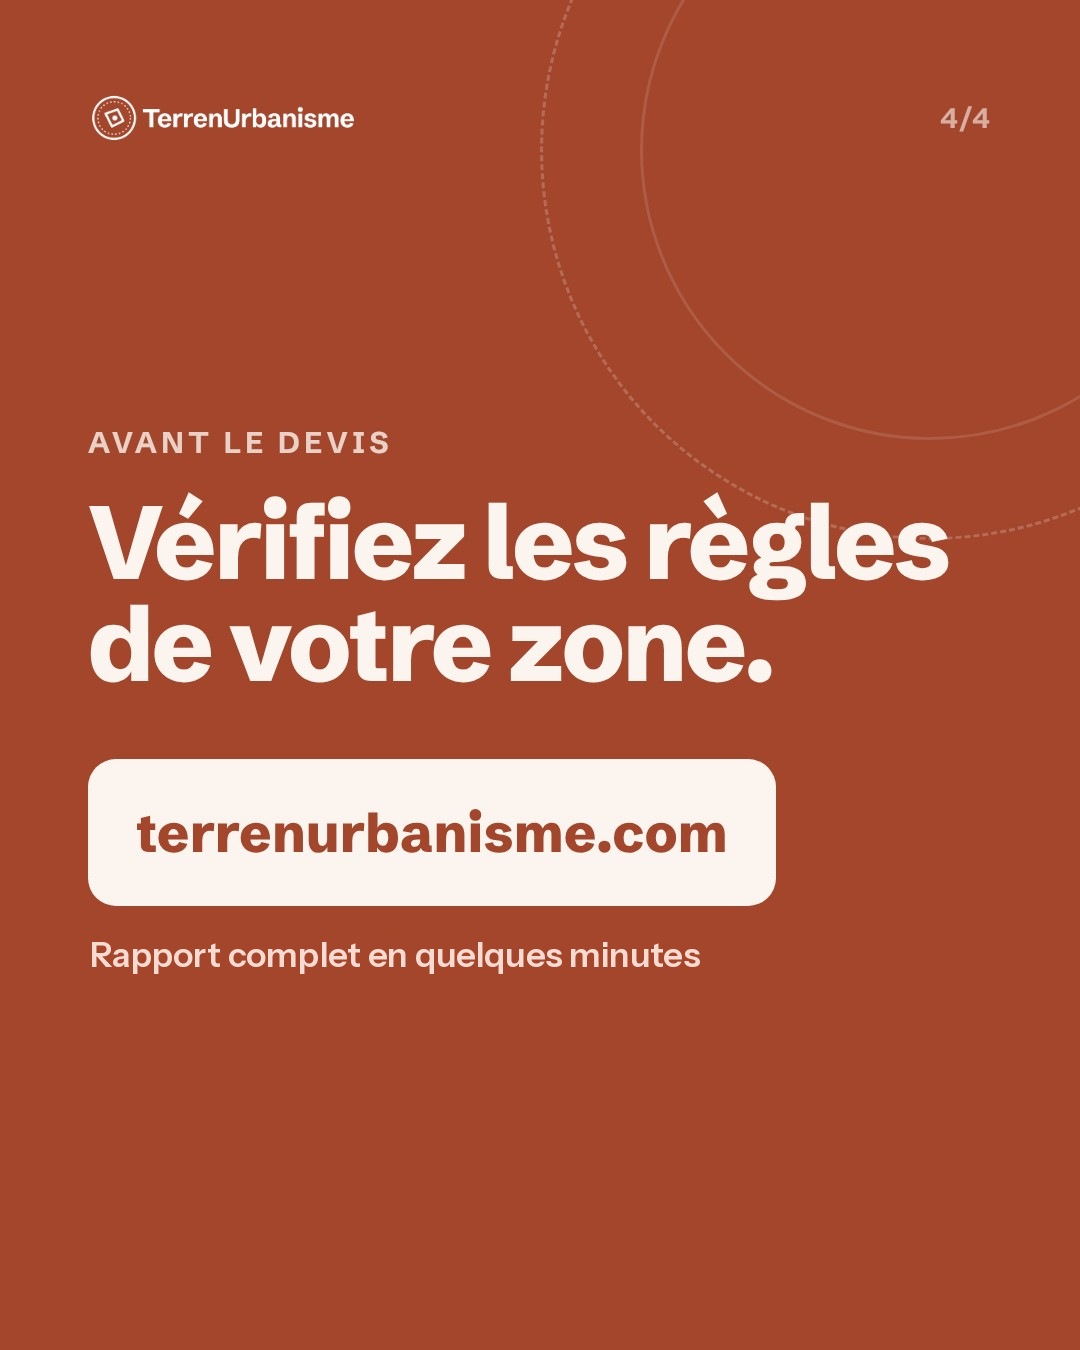 TerrenUrbanisme
4/4
AVANT LE DEVIS
Vérifiez les règles
de votre zone.
terrenurbanisme.com
Rapport complet en quelques minutes